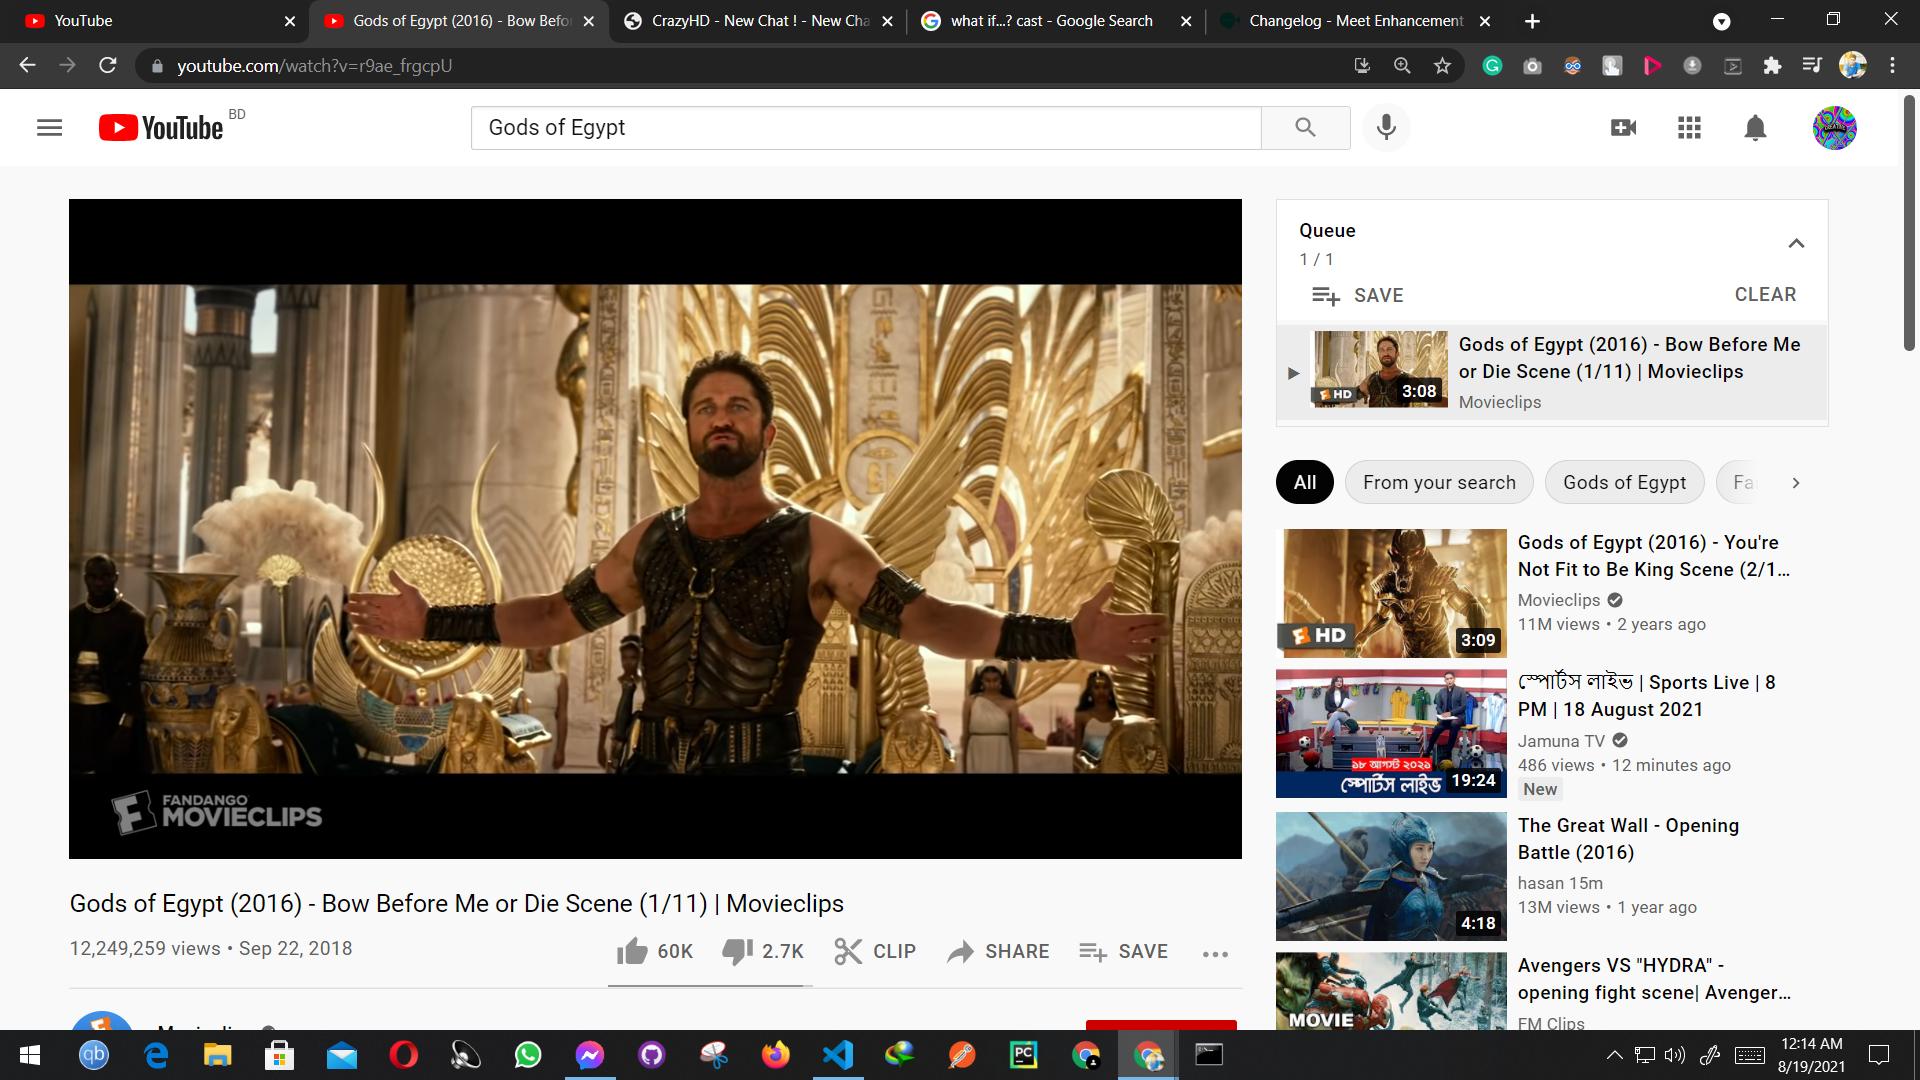 YouTube
Gods of Egypt (2016) - Bow Befo
CrazyHD - New Chat ! - New Cha
what if...? cast - Google Search
Changelog - Meet Enhancement
youtube.com/watch?v=r9ae_frgcpU
YouTube BD
Gods of Egypt
Queue
1 / 1
SAVE
CLEAR
Gods of Egypt (2016) - Bow Before Me
or Die Scene (1/11) | Movieclips
Movieclips
HD
3:08
All
From your search
Gods of Egypt
Gods of Egypt (2016) - You're
Not Fit to Be King Scene (2/1...
Movieclips
11M views • 2 years ago
HD
3:09
স্পোর্টস লাইভ | Sports Live | 8
PM | 18 August 2021
Jamuna TV
486 views • 12 minutes ago
New
১৮ আগস্ট ২০২১
স্পোর্টস লাইভ
19:24
The Great Wall - Opening
Battle (2016)
hasan 15m
13M views • 1 year ago
4:18
Avengers VS "HYDRA" -
opening fight scene| Avenger...
FM Clips
MOVIE
FANDANGO
MOVIECLIPS
Gods of Egypt (2016) - Bow Before Me or Die Scene (1/11) | Movieclips
12,249,259 views • Sep 22, 2018
60K
2.7K
CLIP
SHARE
SAVE
qb
PC
12:14 AM
8/19/2021